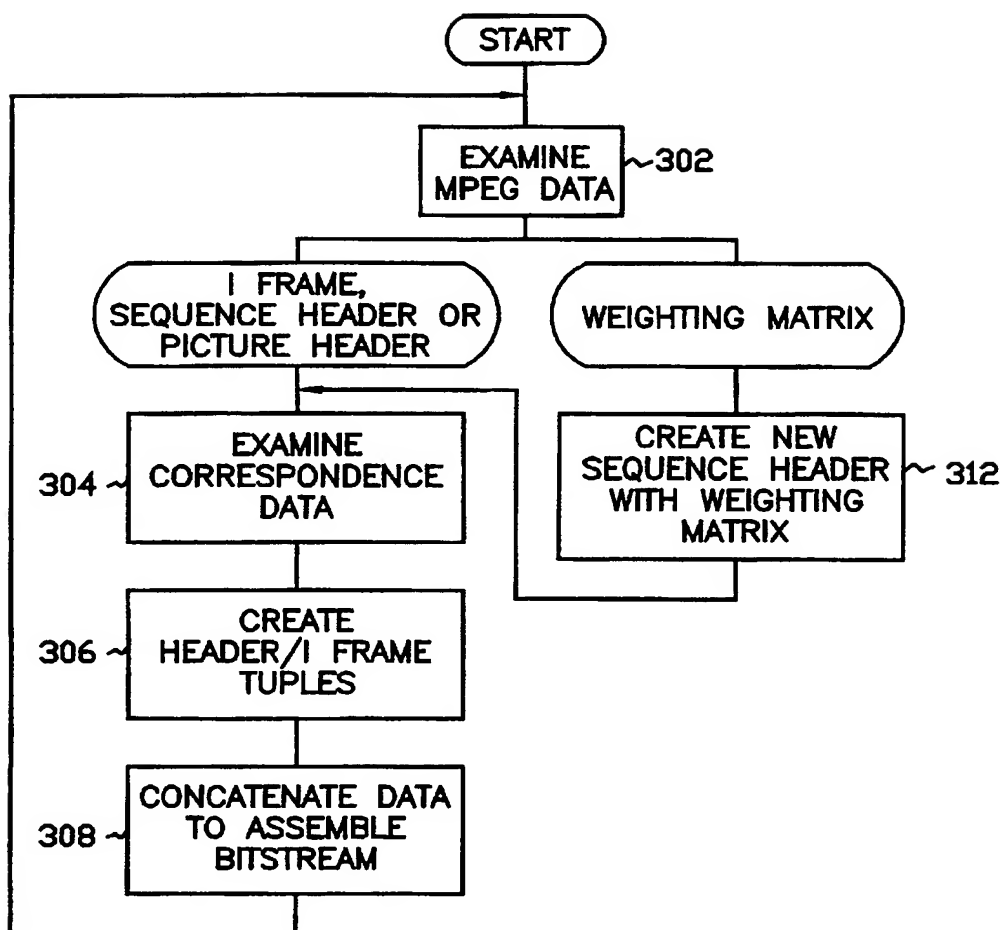 START
EXAMINE
MPEG DATA
302
I FRAME,
SEQUENCE HEADER OR
PICTURE HEADER
WEIGHTING MATRIX
304
EXAMINE
CORRESPONDENCE
DATA
CREATE NEW
SEQUENCE HEADER
WITH WEIGHTING
MATRIX
312
306
CREATE
HEADER/I FRAME
TUPLES
308
CONCATENATE DATA
TO ASSEMBLE
BITSTREAM